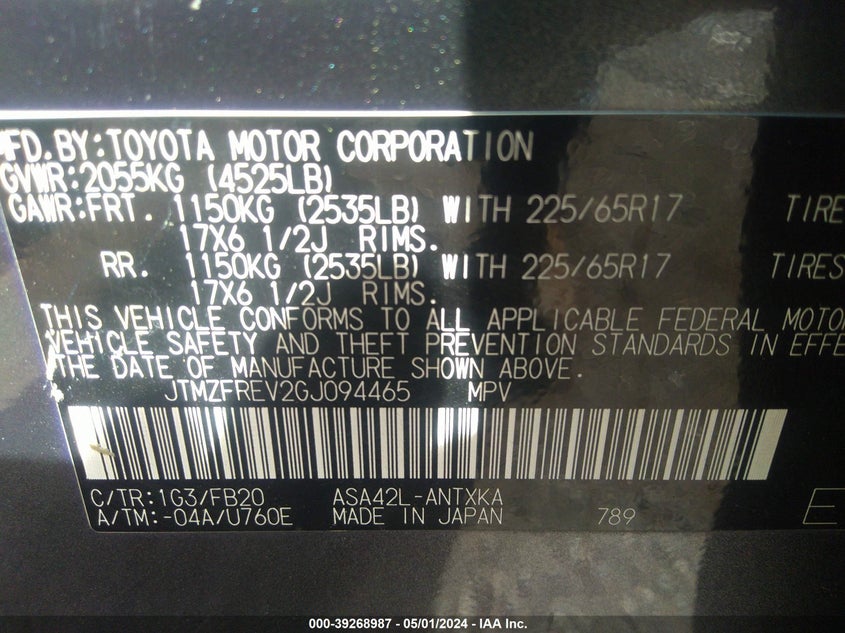 MFD.BY:TOYOTA MOTOR CORPORATION
GVWR:2055KG (4525LB)
GAWR:FRT. 1150KG (2535LB) WITH 225/65R17 TIRE
17X6 1/2J RIMS.
RR. 1150KG (2535LB) WITH 225/65R17 TIRES
17X6 1/2J RIMS.
THIS VEHICLE CONFORMS TO ALL APPLICABLE FEDERAL MOTO
VEHICLE SAFETY AND THEFT PREVENTION STANDARDS IN EFFE
THE DATE OF MANUFACTURE SHOWN ABOVE.
JTMZFREV2GJ094465 MPV
C/TR:1G3/FB20 ASA42L-ANTXKA
A/TM:-04A/U760E MADE IN JAPAN 789 E
000-39268987 - 05/01/2024 - IAA Inc.